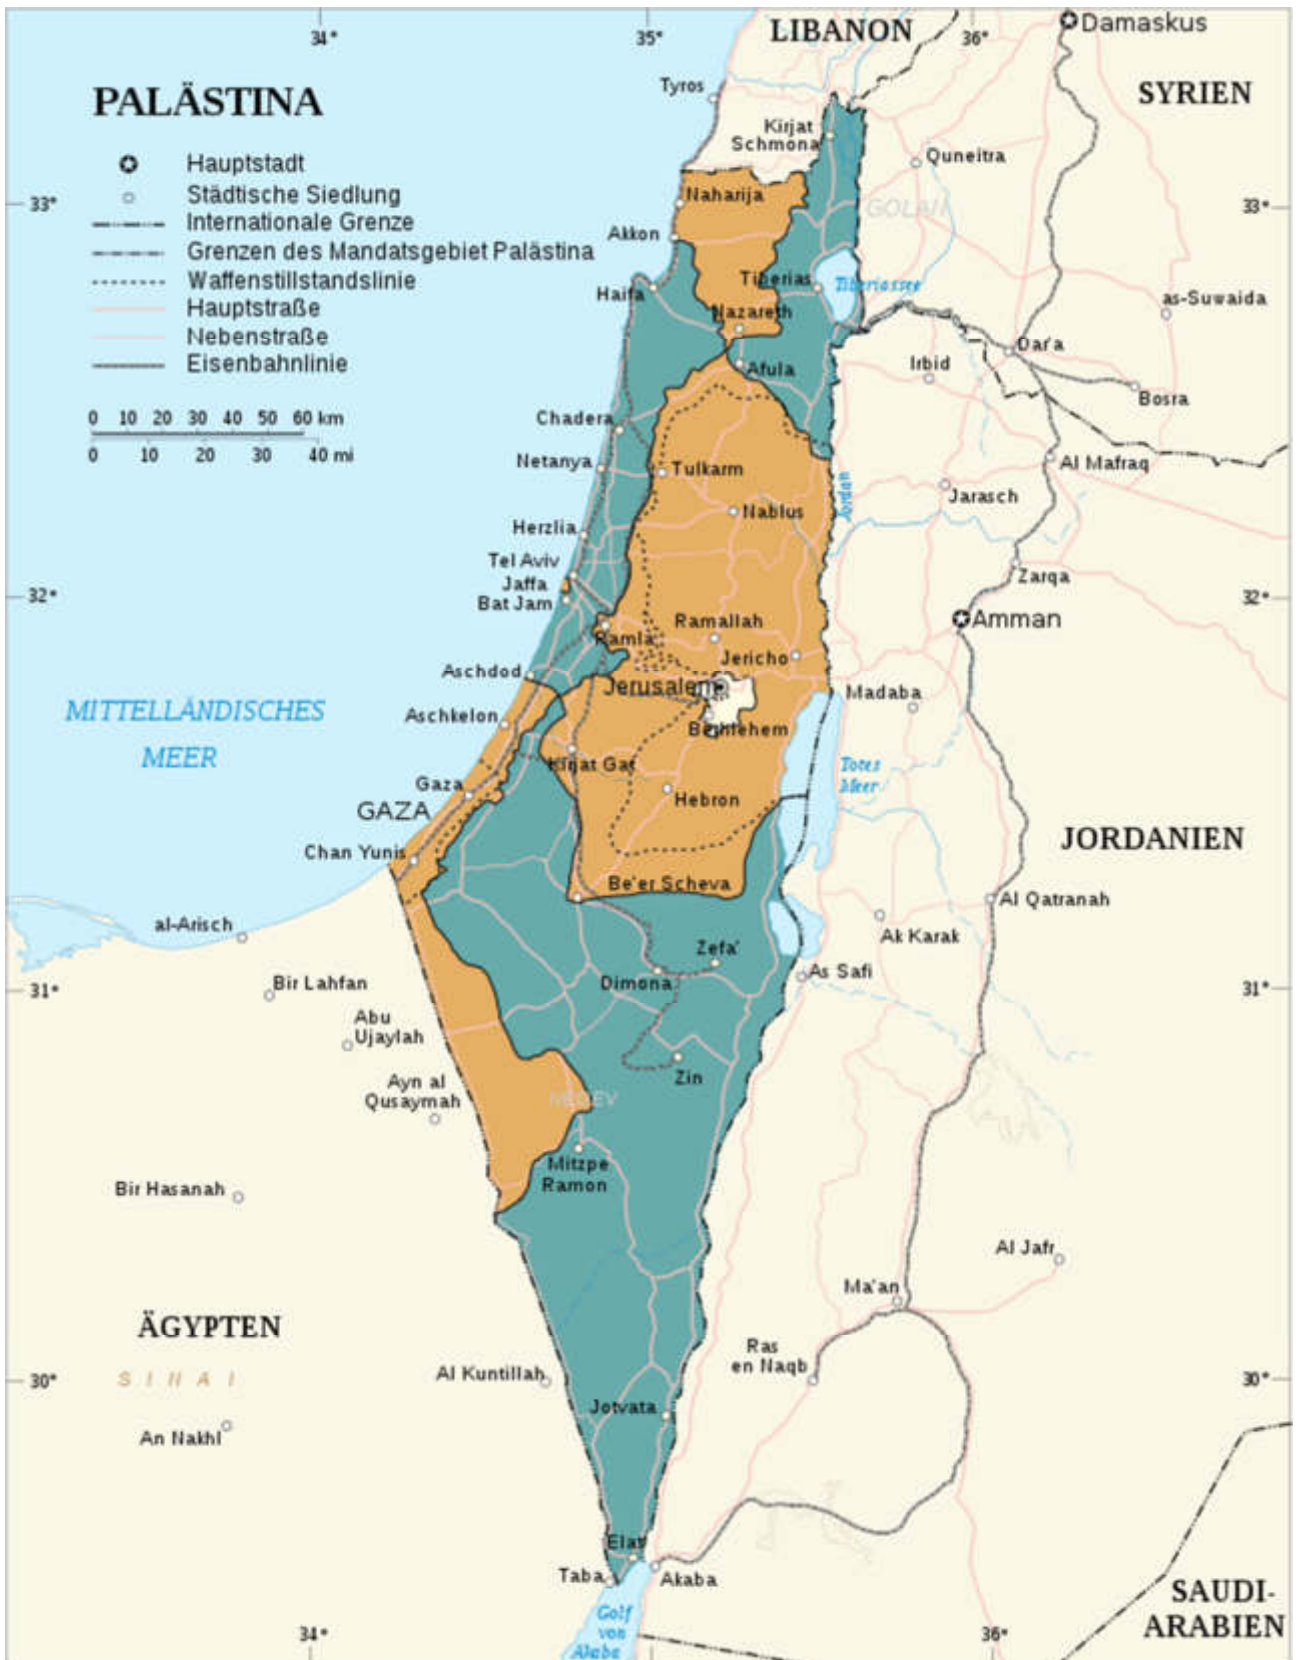 34°
35°
36°
LIBANON
Damaskus
SYRIEN
Tyros
PALÄSTINA
Kirjat
Schmona
Hauptstadt
Quneitra
Städtische Siedlung
Naharija
33°
33°
GOLAN
Internationale Grenze
Akkon
Grenzen des Mandatsgebiet Palästina
Waffenstillstandslinie
Tiberias
Tiberiassee
Haifa
as-Suwaida
Hauptstraße
Nazareth
Nebenstraße
Dar'a
Eisenbahnlinie
Afula
Irbid
Bosra
0 10 20 30 40 60 km
0 10 20 30 40 mi
Chadera
Netanya
Tulkarm
Al Mafraq
Jordan
Jarasch
Nablus
Herzlia
Tel Aviv
Jaffa
Bat Jam
Zarqa
32°
32°
Ramallah
Amman
Ramla
Jericho
Aschdod
Jerusalem
Madaba
MITTELLÄNDISCHES
MEER
Aschkelon
Bethlehem
Kirjat Gat
Totes
Meer
Gaza
GAZA
Hebron
JORDANIEN
Chan Yunis
Be'er Scheva
Al Qatranah
al-Arisch
Ak Karak
Zefa'
As Safi
Dimona
31°
31°
Bir Lahfan
Abu
Ujaylah
Zin
Ayn al
Qusaymah
NEGEV
Mitzpe
Ramon
Bir Hasanah
Al Jafr
Ma'an
ÄGYPTEN
Ras
en Naqb
SINAI
Al Kuntillah
30°
30°
Jotvata
An Nakhl
Elat
Taba
Akaba
SAUDI-
ARABIEN
Golf
von
Akaba
34°
36°